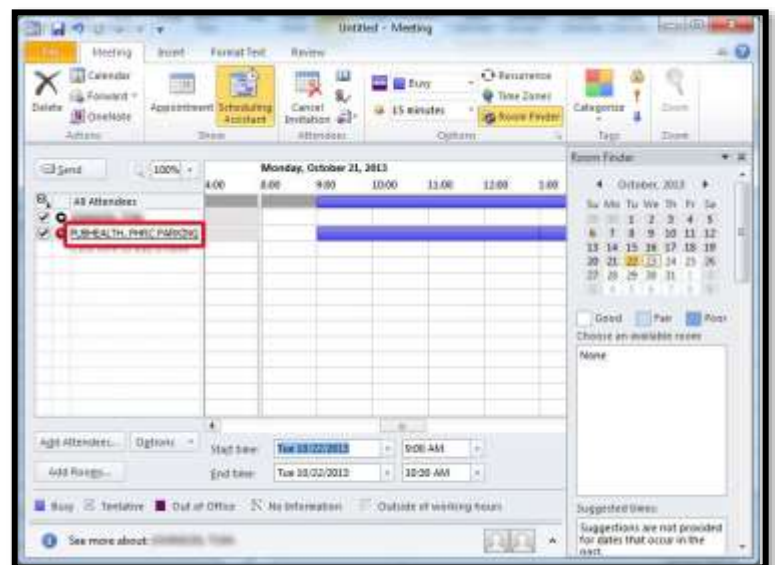 Untitled - Meeting
File Meeting Insert Format Text Review
Delete
Calendar
Forward
OneNote
Actions
Appointment Scheduling Assistant
Show
Cancel Invitation
Attendees
Busy
15 minutes
Recurrence
Time Zones
Room Finder
Options
Categorize
Tags
Zoom
Zoom
Send 100%
Monday, October 21, 2013
4:00 8:00 9:00 10:00 11:00 12:00 1:00
All Attendees
PUBHEALTH, PHRC PARKING
Add Attendees... Options
Add Rooms...
Start time: Tue 10/22/2013 9:00 AM
End time: Tue 10/22/2013 10:30 AM
Busy Tentative Out of Office No Information Outside of working hours
See more about:
Room Finder
October, 2013
Su Mo Tu We Th Fr Sa
1 2 3 4 5
6 7 8 9 10 11 12
13 14 15 16 17 18 19
20 21 22 23 24 25 26
27 28 29 30 31
Good Fair Poor
Choose an available room:
None
Suggested times:
Suggestions are not provided
for dates that occur in the
past.